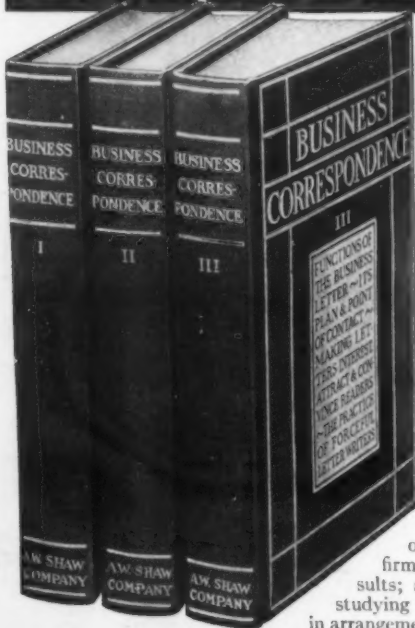 BUSINESS
CORRES-
PONDENCE
I
A.W. SHAW
COMPANY
BUSINESS
CORRES-
PONDENCE
II
A.W. SHAW
COMPANY
BUSINESS
CORRES-
PONDENCE
III
A.W. SHAW
COMPANY
BUSINESS
CORRESPONDENCE
III
FUNCTIONS OF
THE BUSINESS
LETTER ~ ITS
PLAN & POINT
OF CONTACT ~
MAKING LET
TERS INTEREST
ATTRACT & CON
VINCE READERS
~ THE PRACTICE
OF FORCEFUL
LETTER WRITERS
firm
sults;
studying
in arrangeme